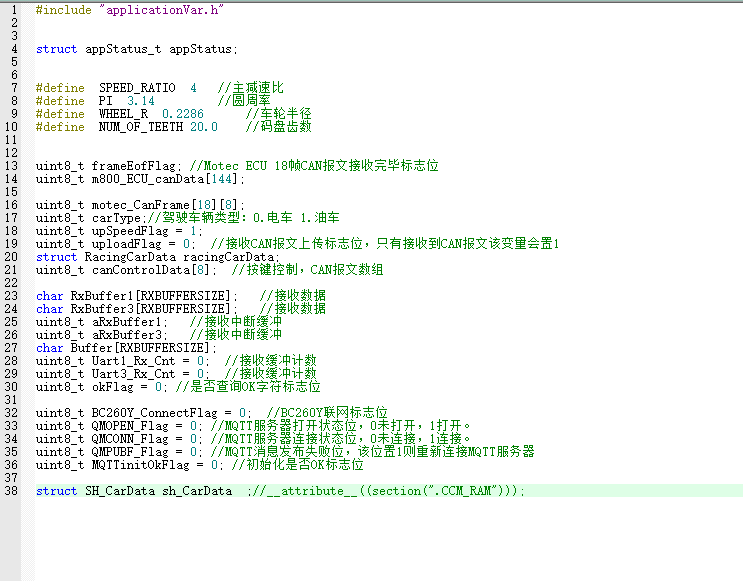 1 #include "applicationVar.h"
2
3
4 struct appStatus_t appStatus;
5
6
7 #define  SPEED_RATIO  4   //主减速比
8 #define  PI  3.14        //圆周率
9 #define  WHEEL_R  0.2286      //车轮半径
10 #define  NUM_OF_TEETH 20.0    //码盘齿数
11
12
13 uint8_t frameEofFlag; //Motec ECU 18帧CAN报文接收完毕标志位
14 uint8_t m800_ECU_canData[144];
15
16 uint8_t motec_CanFrame[18][8];
17 uint8_t carType;//驾驶车辆类型: 0.电车 1.油车
18 uint8_t upSpeedFlag = 1;
19 uint8_t uploadFlag = 0;  //接收CAN报文上传标志位，只有接收到CAN报文该变量会置1
20 struct RacingCarData racingCarData;
21 uint8_t canControlData[8];  //按键控制，CAN报文数组
22
23 char RxBuffer1[RXBUFFERSIZE];   //接收数据
24 char RxBuffer3[RXBUFFERSIZE];   //接收数据
25 uint8_t aRxBuffer1;   //接收中断缓冲
26 uint8_t aRxBuffer3;   //接收中断缓冲
27 char Buffer[RXBUFFERSIZE];
28 uint8_t Uart1_Rx_Cnt = 0;  //接收缓冲计数
29 uint8_t Uart3_Rx_Cnt = 0;  //接收缓冲计数
30 uint8_t okFlag = 0; //是否查询OK字符标志位
31
32 uint8_t BC260Y_ConnectFlag = 0;  //BC260Y联网标志位
33 uint8_t QMOPEN_Flag = 0; //MQTT服务器打开状态位，0未打开，1打开。
34 uint8_t QMCONN_Flag = 0; //MQTT服务器连接状态位，0未连接，1连接。
35 uint8_t QMPUBF_Flag = 0; //MQTT消息发布失败位，该位置1则重新连接MQTT服务器
36 uint8_t MQTTinitOkFlag = 0; //初始化是否OK标志位
37
38 struct SH_CarData sh_CarData  ;//__attribute__((section(".CCM_RAM")));